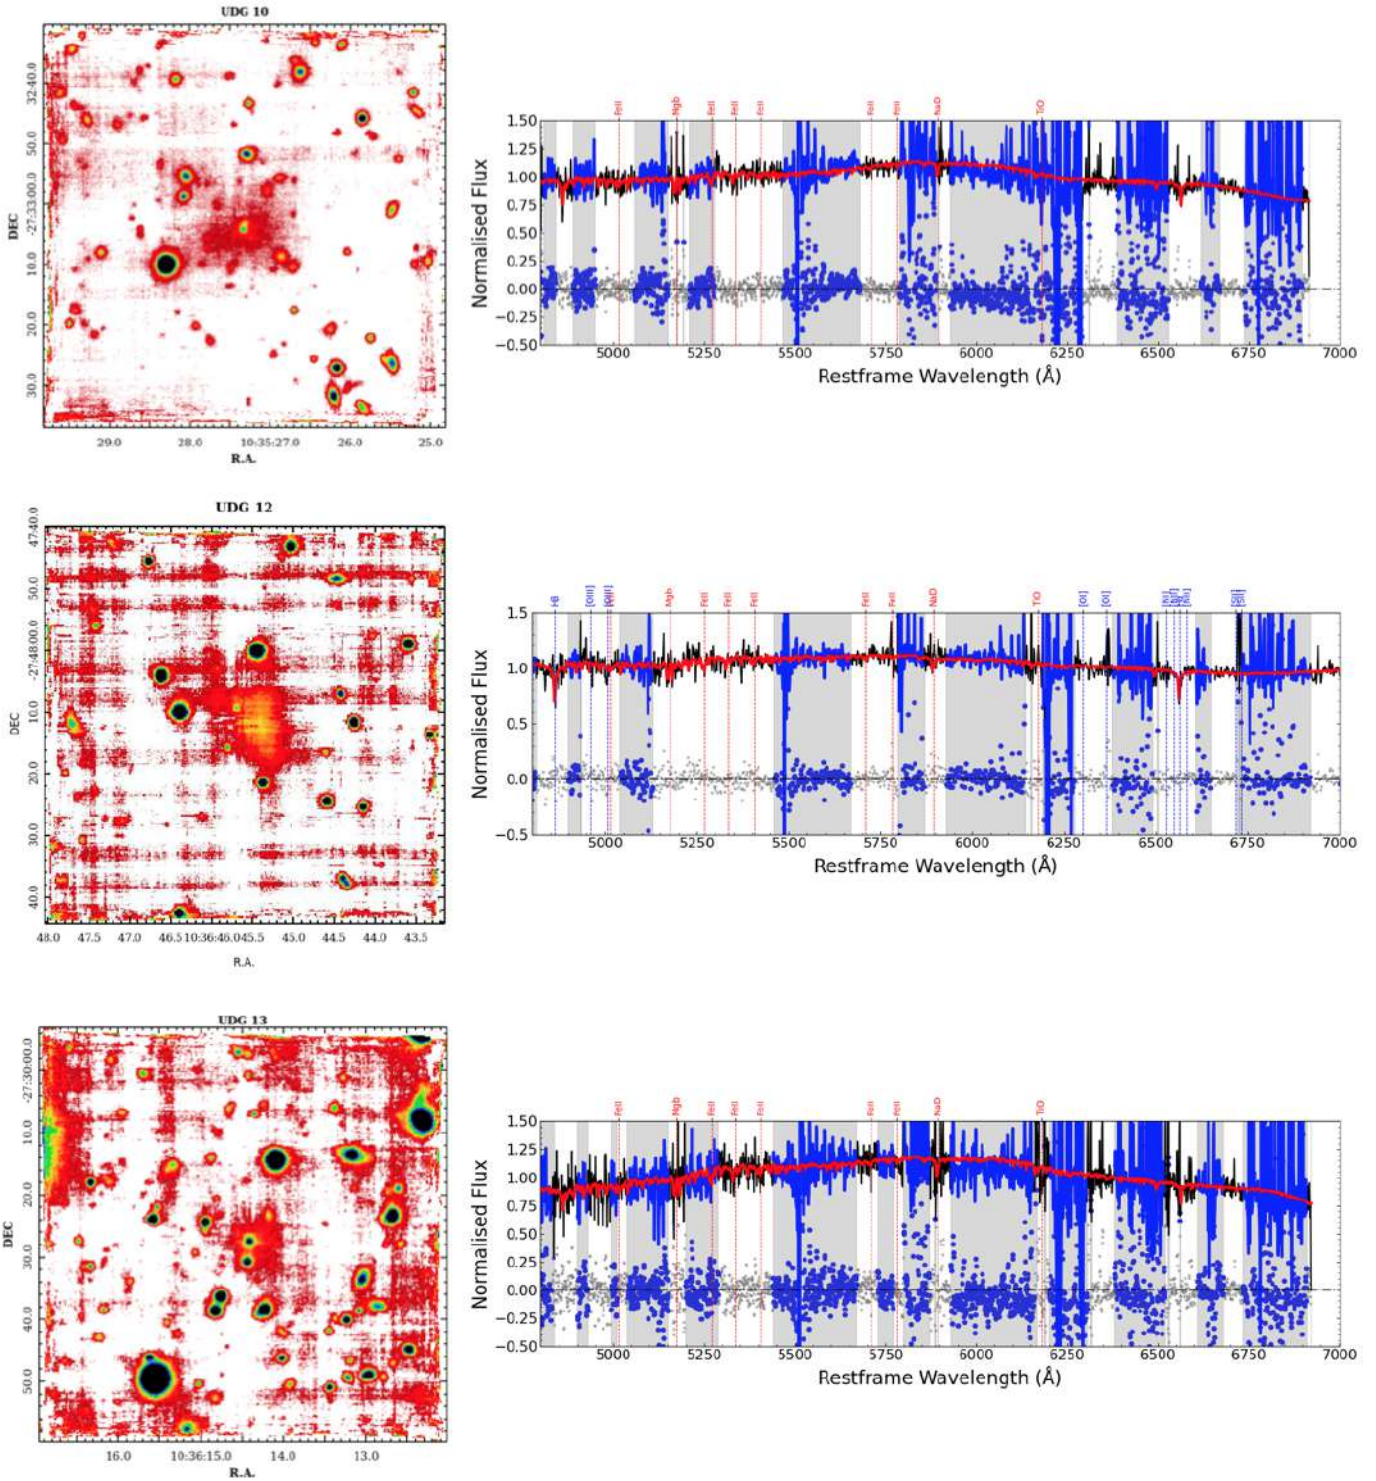 UDG 10
32:40.0
50.0
-27:33:00.0
10.0
20.0
30.0
DEC
29.0 28.0 10:35:27.0 26.0 25.0
R.A.
FeII Mgb FeII FeII FeII FeII FeII NaD TiO
1.50
1.25
1.00
0.75
0.50
0.25
0.00
−0.25
−0.50
Normalised Flux
5000 5250 5500 5750 6000 6250 6500 6750 7000
Restframe Wavelength (Å)
UDG 12
47:40.0
50.0
-27:48:00.0
10.0
20.0
30.0
40.0
DEC
48.0 47.5 47.0 46.5 10:36:46.0 45.5 45.0 44.5 44.0 43.5
R.A.
Hβ [OIII] [OIII] Mgb FeII FeII FeII FeII FeII NaD TiO [OI] [OI] [SII] [SII]
1.5
1.0
0.5
0.0
−0.5
Normalised Flux
5000 5250 5500 5750 6000 6250 6500 6750 7000
Restframe Wavelength (Å)
UDG 13
-27:30:00.0
10.0
20.0
30.0
40.0
50.0
DEC
16.0 10:36:15.0 14.0 13.0
R.A.
FeII Mgb FeII FeII FeII FeII FeII NaD TiO
1.50
1.25
1.00
0.75
0.50
0.25
0.00
−0.25
−0.50
Normalised Flux
5000 5250 5500 5750 6000 6250 6500 6750 7000
Restframe Wavelength (Å)